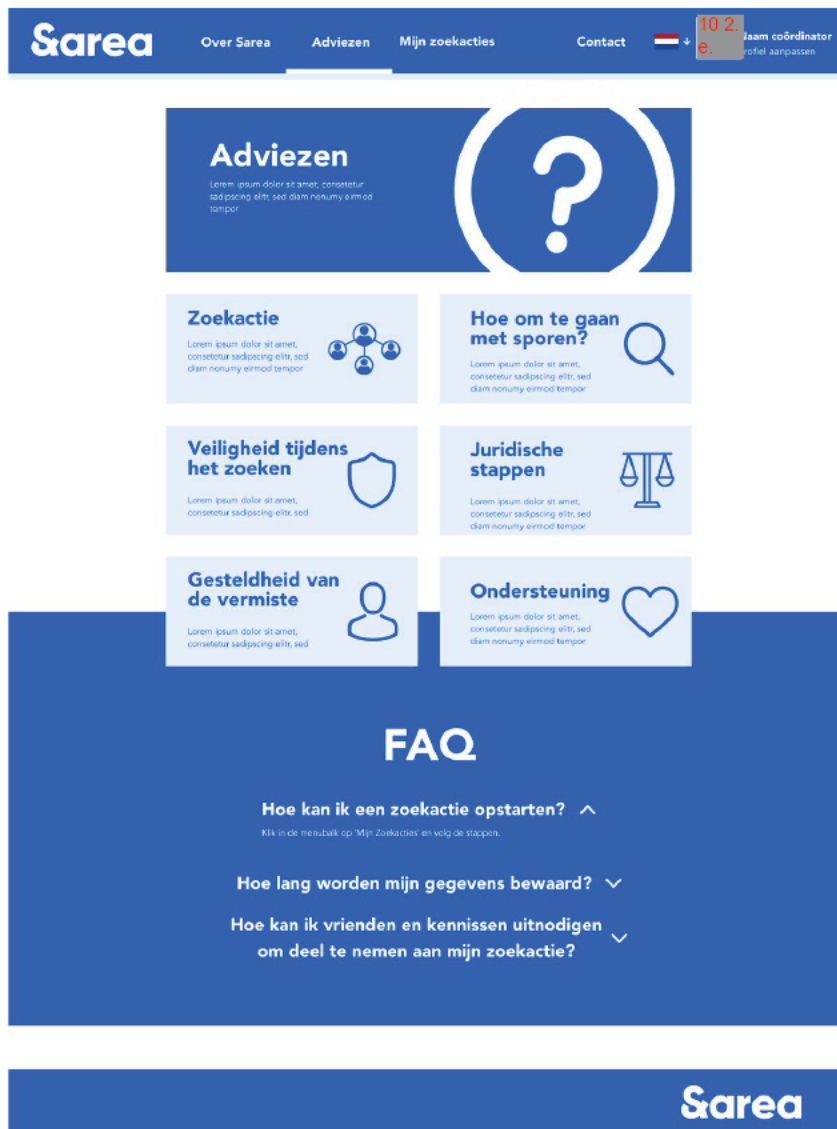 Sarea
Over Sarea
Adviezen
Mijn zoekacties
Contact
10 2.
e.
Naam coördinator
rofiel aanpassen
Adviezen
Lorem ipsum dolor sit amet, consetetur
sadipscing elitr, sed diam nonumy eirmod
tempor
Zoekactie
Lorem ipsum dolor sit amet,
consetetur sadipscing elitr, sed
diam nonumy eirmod tempor
Hoe om te gaan
met sporen?
Lorem ipsum dolor sit amet,
consetetur sadipscing elitr, sed
diam nonumy eirmod tempor
Veiligheid tijdens
het zoeken
Lorem ipsum dolor sit amet,
consetetur sadipscing elitr, sed
Juridische
stappen
Lorem ipsum dolor sit amet,
consetetur sadipscing elitr, sed
diam nonumy eirmod tempor
Gesteldheid van
de vermiste
Lorem ipsum dolor sit amet,
consetetur sadipscing elitr, sed
Ondersteuning
Lorem ipsum dolor sit amet,
consetetur sadipscing elitr, sed
diam nonumy eirmod tempor
FAQ
Hoe kan ik een zoekactie opstarten?
Klik in de menubalk op 'Mijn Zoekacties' en volg de stappen.
Hoe lang worden mijn gegevens bewaard?
Hoe kan ik vrienden en kennissen uitnodigen
om deel te nemen aan mijn zoekactie?
Sarea